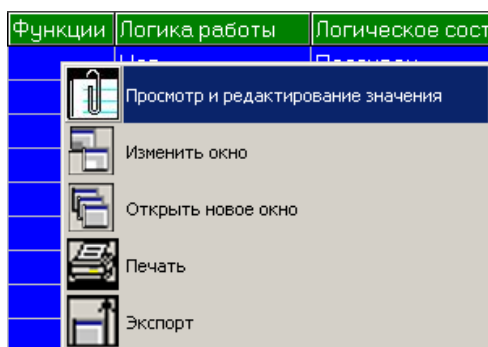 Функции Логика работы Логическое сост
Просмотр и редактирование значения
Изменить окно
Открыть новое окно
Печать
Экспорт